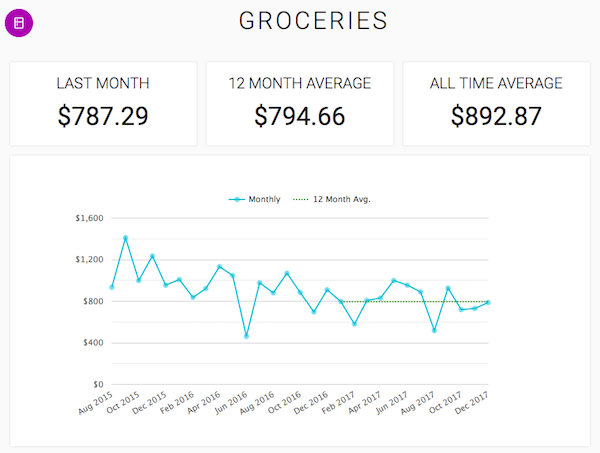 GROCERIES
LAST MONTH
$787.29
12 MONTH AVERAGE
$794.66
ALL TIME AVERAGE
$892.87
Monthly
12 Month Avg.
$1,600
$1,200
$800
$400
$0
Aug 2015
Oct 2015
Dec 2015
Feb 2016
Apr 2016
Jun 2016
Aug 2016
Oct 2016
Dec 2016
Feb 2017
Apr 2017
Jun 2017
Aug 2017
Oct 2017
Dec 2017